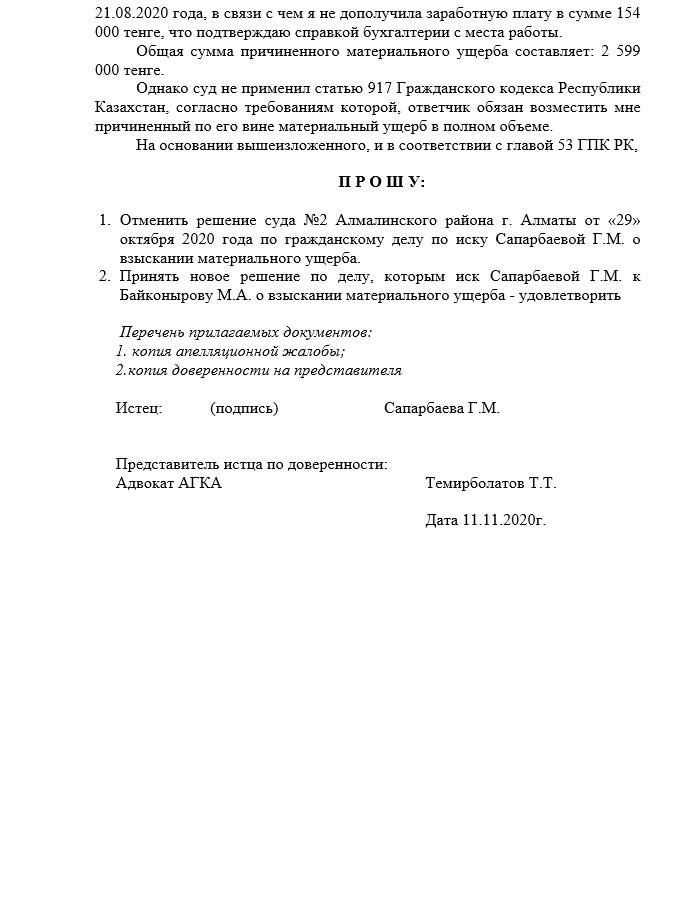 21.08.2020 года, в связи с чем я не дополучила заработную плату в сумме 154
000 тенге, что подтверждаю справкой бухгалтерии с места работы.
Общая сумма причиненного материального ущерба составляет: 2 599
000 тенге.
Однако суд не применил статью 917 Гражданского кодекса Республики
Казахстан, согласно требованиям которой, ответчик обязан возместить мне
причиненный по его вине материальный ущерб в полном объеме.
На основании вышеизложенного, и в соответствии с главой 53 ГПК РК,
П Р О Ш У:
1. Отменить решение суда №2 Алмалинского района г. Алматы от «29»
октября 2020 года по гражданскому делу по иску Сапарбаевой Г.М. о
взыскании материального ущерба.
2. Принять новое решение по делу, которым иск Сапарбаевой Г.М. к
Байконырову М.А. о взыскании материального ущерба - удовлетворить
Перечень прилагаемых документов:
1. копия апелляционной жалобы;
2.копия доверенности на представителя
Истец: (подпись) Сапарбаева Г.М.
Представитель истца по доверенности:
Адвокат АГКА Темирболатов Т.Т.
Дата 11.11.2020г.